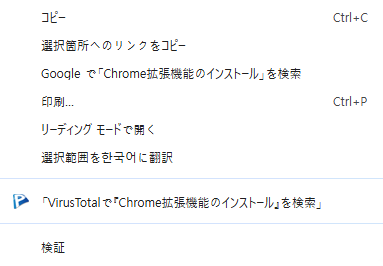 コピー Ctrl+C
選択箇所へのリンクをコピー
Google で「Chrome拡張機能のインストール」を検索
印刷... Ctrl+P
リーディング モードで開く
選択範囲を한국어に翻訳
「VirusTotalで『Chrome拡張機能のインストール』を検索」
検証